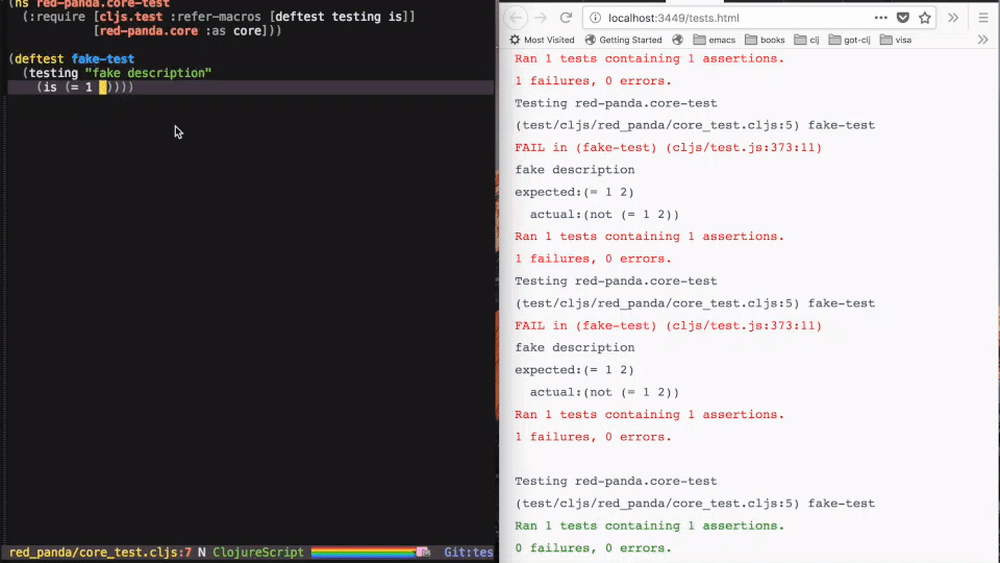 (ns red-panda.core-test
(:require [cljs.test :refer-macros [deftest testing is]]
[red-panda.core :as core]))
(deftest fake-test
(testing "fake description"
(is (= 1 ))))
red_panda/core_test.cljs:7 N ClojureScript Git:tes
localhost:3449/tests.html
Most Visited Getting Started emacs books clj got-clj visa
Ran 1 tests containing 1 assertions.
1 failures, 0 errors.
Testing red-panda.core-test
(test/cljs/red_panda/core_test.cljs:5) fake-test
FAIL in (fake-test) (cljs/test.js:373:11)
fake description
expected:(= 1 2)
actual:(not (= 1 2))
Ran 1 tests containing 1 assertions.
1 failures, 0 errors.
Testing red-panda.core-test
(test/cljs/red_panda/core_test.cljs:5) fake-test
FAIL in (fake-test) (cljs/test.js:373:11)
fake description
expected:(= 1 2)
actual:(not (= 1 2))
Ran 1 tests containing 1 assertions.
1 failures, 0 errors.
Testing red-panda.core-test
(test/cljs/red_panda/core_test.cljs:5) fake-test
Ran 1 tests containing 1 assertions.
0 failures, 0 errors.